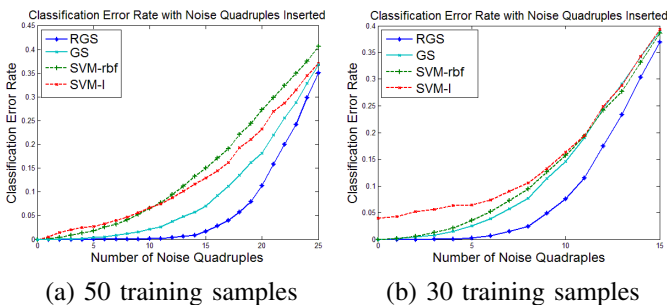 Classification Error Rate with Noise Quadruples Inserted
RGS
GS
SVM-rbf
SVM-l
Classification Error Rate
0.45
0.4
0.35
0.3
0.25
0.2
0.15
0.1
0.05
0
0
5
10
15
20
25
Number of Noise Quadruples
(a) 50 training samples
Classification Error Rate with Noise Quadruples Inserted
RGS
GS
SVM-rbf
SVM-l
Classification Error Rate
0.4
0.35
0.3
0.25
0.2
0.15
0.1
0.05
0
0
5
10
15
Number of Noise Quadruples
(b) 30 training samples